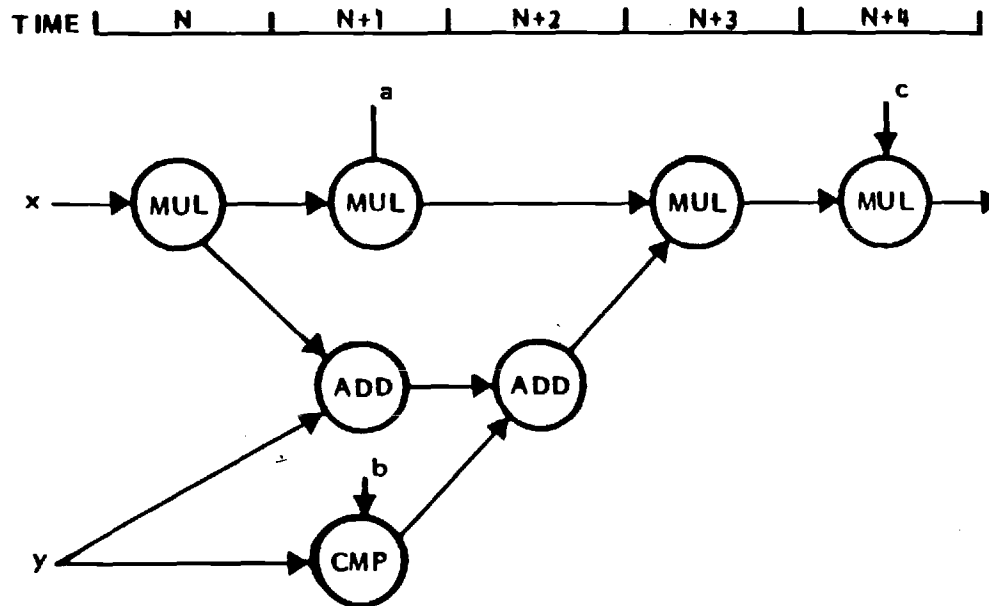 TIME N N+1 N+2 N+3 N+4
a c
x MUL MUL MUL MUL
ADD ADD
b
y CMP